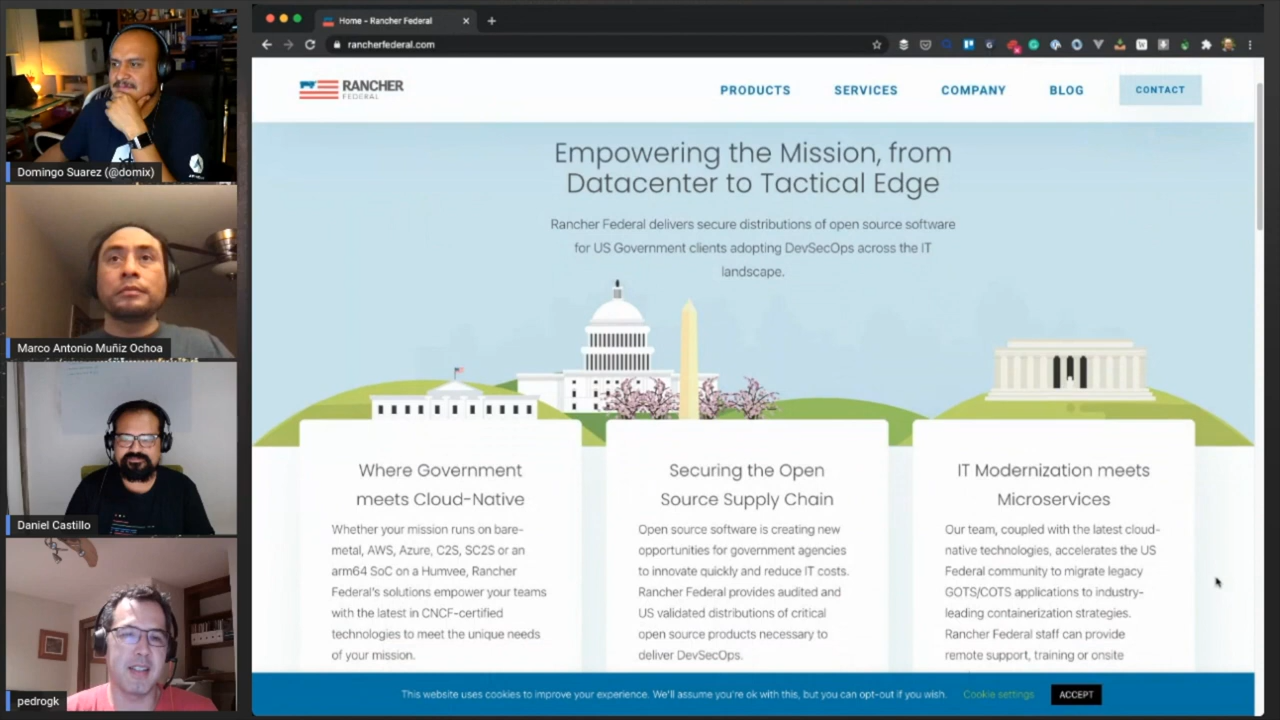 Home - Rancher Federal
rancherfederal.com
RANCHER
FEDERAL
PRODUCTS
SERVICES
COMPANY
BLOG
CONTACT
Empowering the Mission, from
Datacenter to Tactical Edge
Rancher Federal delivers secure distributions of open source software
for US Government clients adopting DevSecOps across the IT
landscape.
Where Government
meets Cloud-Native
Whether your mission runs on bare-
metal, AWS, Azure, C2S, SC2S or an
arm64 SoC on a Humvee, Rancher
Federal's solutions empower your teams
with the latest in CNCF-certified
technologies to meet the unique needs
of your mission.
Securing the Open
Source Supply Chain
Open source software is creating new
opportunities for government agencies
to innovate quickly and reduce IT costs.
Rancher Federal provides audited and
US validated distributions of critical
open source products necessary to
deliver DevSecOps.
IT Modernization meets
Microservices
Our team, coupled with the latest cloud-
native technologies, accelerates the US
Federal community to migrate legacy
GOTS/COTS applications to industry-
leading containerization strategies.
Rancher Federal staff can provide
remote support, training or onsite
This website uses cookies to improve your experience. We'll assume you're ok with this, but you can opt-out if you wish.
Cookie settings
ACCEPT
Domingo Suarez (@domix)
Marco Antonio Muñiz Ochoa
Daniel Castillo
pedrogk